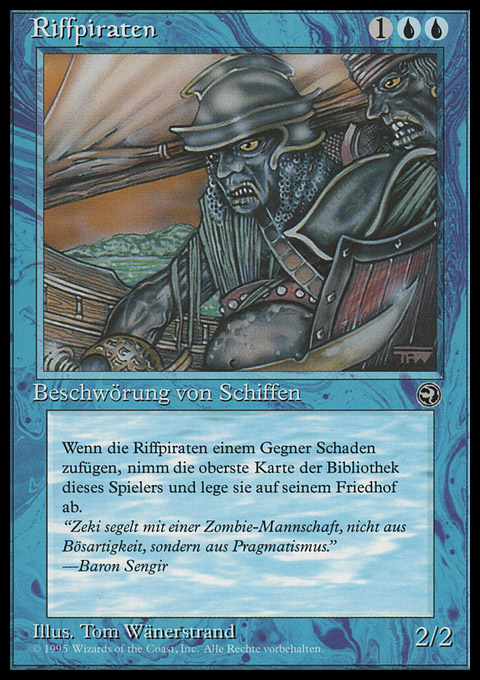 Riffpiraten 1
TAW
Beschwörung von Schiffen
Wenn die Riffpiraten einem Gegner Schaden
zufügen, nimm die oberste Karte der Bibliothek
dieses Spielers und lege sie auf seinem Friedhof
ab.
“Zeki segelt mit einer Zombie-Mannschaft, nicht aus
Bösartigkeit, sondern aus Pragmatismus.”
—Baron Sengir
Illus. Tom Wänerstrand
2/2
© 1995 Wizards of the Coast, Inc. Alle Rechte vorbehalten.